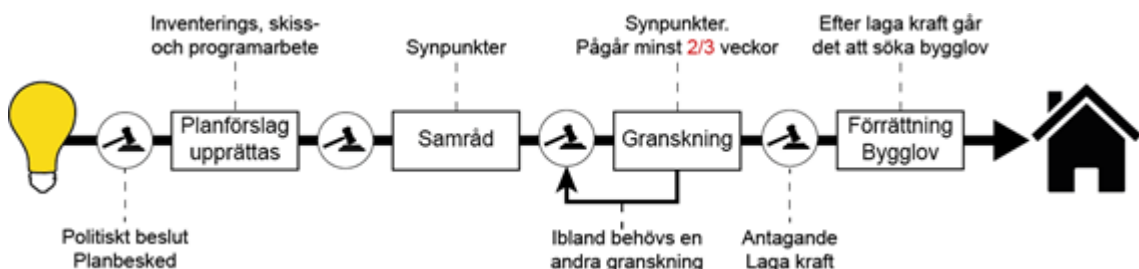 Inventerings, skiss-
och programarbete
Synpunkter
Synpunkter.
Pågår minst 2/3 veckor
Efter laga kraft går
det att söka bygglov
Planförslag
upprättas
Samråd
Granskning
Förrättning
Bygglov
Politiskt beslut
Planbesked
Ibland behövs en
andra granskning
Antagande
Laga kraft